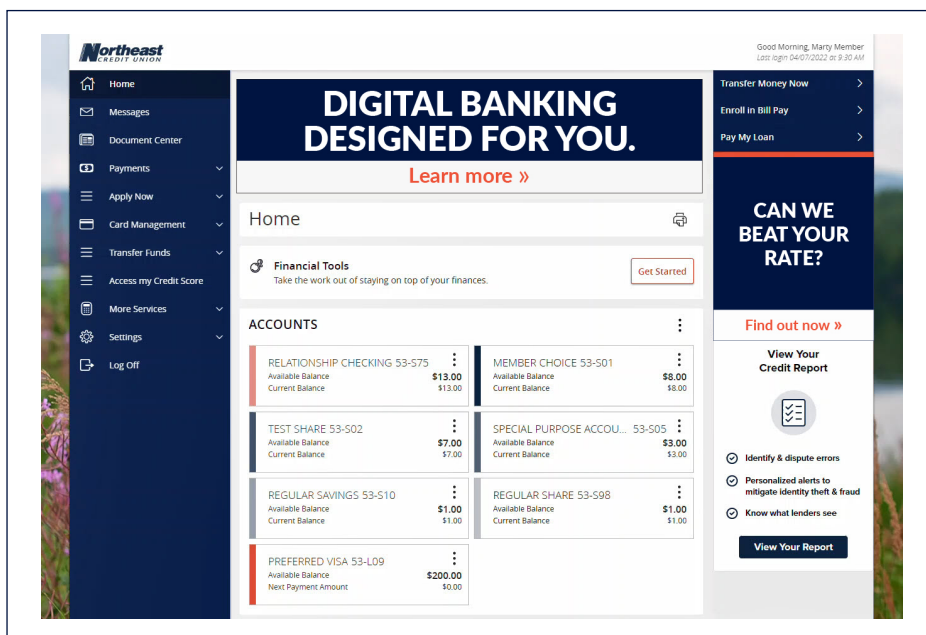 Northeast
CREDIT UNION
Good Morning, Marty Member
Last login 04/07/2022 at 9:30 AM
Home
Messages
Document Center
Payments
Apply Now
Card Management
Transfer Funds
Access my Credit Score
More Services
Settings
Log Off
DIGITAL BANKING
DESIGNED FOR YOU.
Learn more »
Home
Financial Tools
Take the work out of staying on top of your finances.
Get Started
ACCOUNTS
RELATIONSHIP CHECKING 53-S75
Available Balance $13.00
Current Balance $13.00
MEMBER CHOICE 53-S01
Available Balance $8.00
Current Balance $8.00
TEST SHARE 53-S02
Available Balance $7.00
Current Balance $7.00
SPECIAL PURPOSE ACCOU... 53-S05
Available Balance $3.00
Current Balance $3.00
REGULAR SAVINGS 53-S10
Available Balance $1.00
Current Balance $1.00
REGULAR SHARE 53-S98
Available Balance $1.00
Current Balance $1.00
PREFERRED VISA 53-L09
Available Balance $200.00
Next Payment Amount $0.00
Transfer Money Now
Enroll in Bill Pay
Pay My Loan
CAN WE
BEAT YOUR
RATE?
Find out now »
View Your
Credit Report
Identify & dispute errors
Personalized alerts to
mitigate identity theft & fraud
Know what lenders see
View Your Report